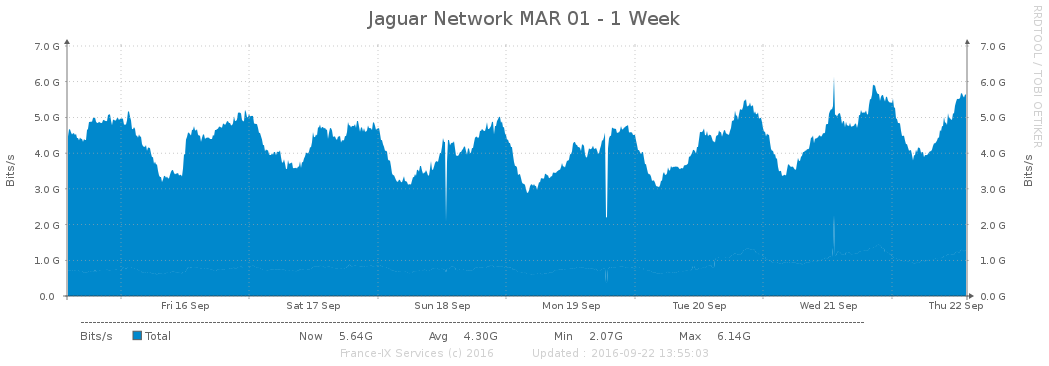 Jaguar Network MAR 01 - 1 Week
RRDTOOL / TOBI OETIKER
7.0 G 7.0 G
6.0 G 6.0 G
5.0 G 5.0 G
4.0 G 4.0 G
3.0 G 3.0 G
2.0 G 2.0 G
1.0 G 1.0 G
0.0 0.0 G
Bits/s Bits/s
Fri 16 Sep Sat 17 Sep Sun 18 Sep Mon 19 Sep Tue 20 Sep Wed 21 Sep Thu 22 Sep
Bits/s Total Now 5.64G Avg 4.30G Min 2.07G Max 6.14G
France-IX Services (c) 2016 Updated : 2016-09-22 13:55:03